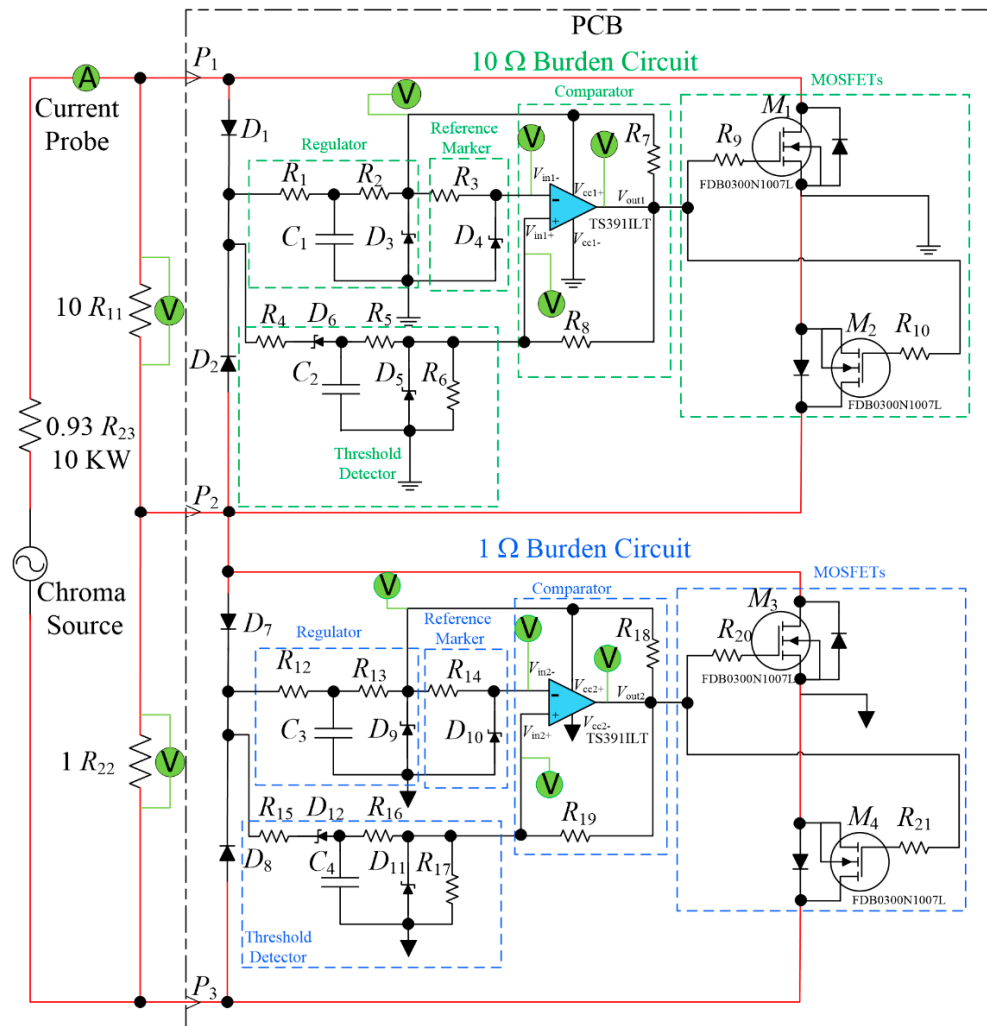 PCB
P1
10 Ω Burden Circuit
A
Current
Probe
V
Comparator
MOSFETs
M1
D1
Regulator
Reference
Marker
R7
R9
V
V
FDB0300N1007L
R1
R2
R3
Vin1-
Vcc1+
Vout1
TS391ILT
C1
D3
D4
Vin1+
Vcc1-
V
10 R11
V
R4
D6
R5
R8
M2
R10
D2
C2
D5
R6
FDB0300N1007L
0.93 R23
10 KW
Threshold
Detector
P2
1 Ω Burden Circuit
Chroma
Source
V
Comparator
MOSFETs
M3
D7
Regulator
Reference
Marker
V
R18
R20
V
R12
R13
R14
Vin2-
Vcc2+
Vout2
FDB0300N1007L
C3
D9
D10
Vin2+
Vcc2-
TS391ILT
1 R22
V
V
R15
D12
R16
R19
M4
R21
D8
C4
D11
R17
FDB0300N1007L
Threshold
Detector
P3